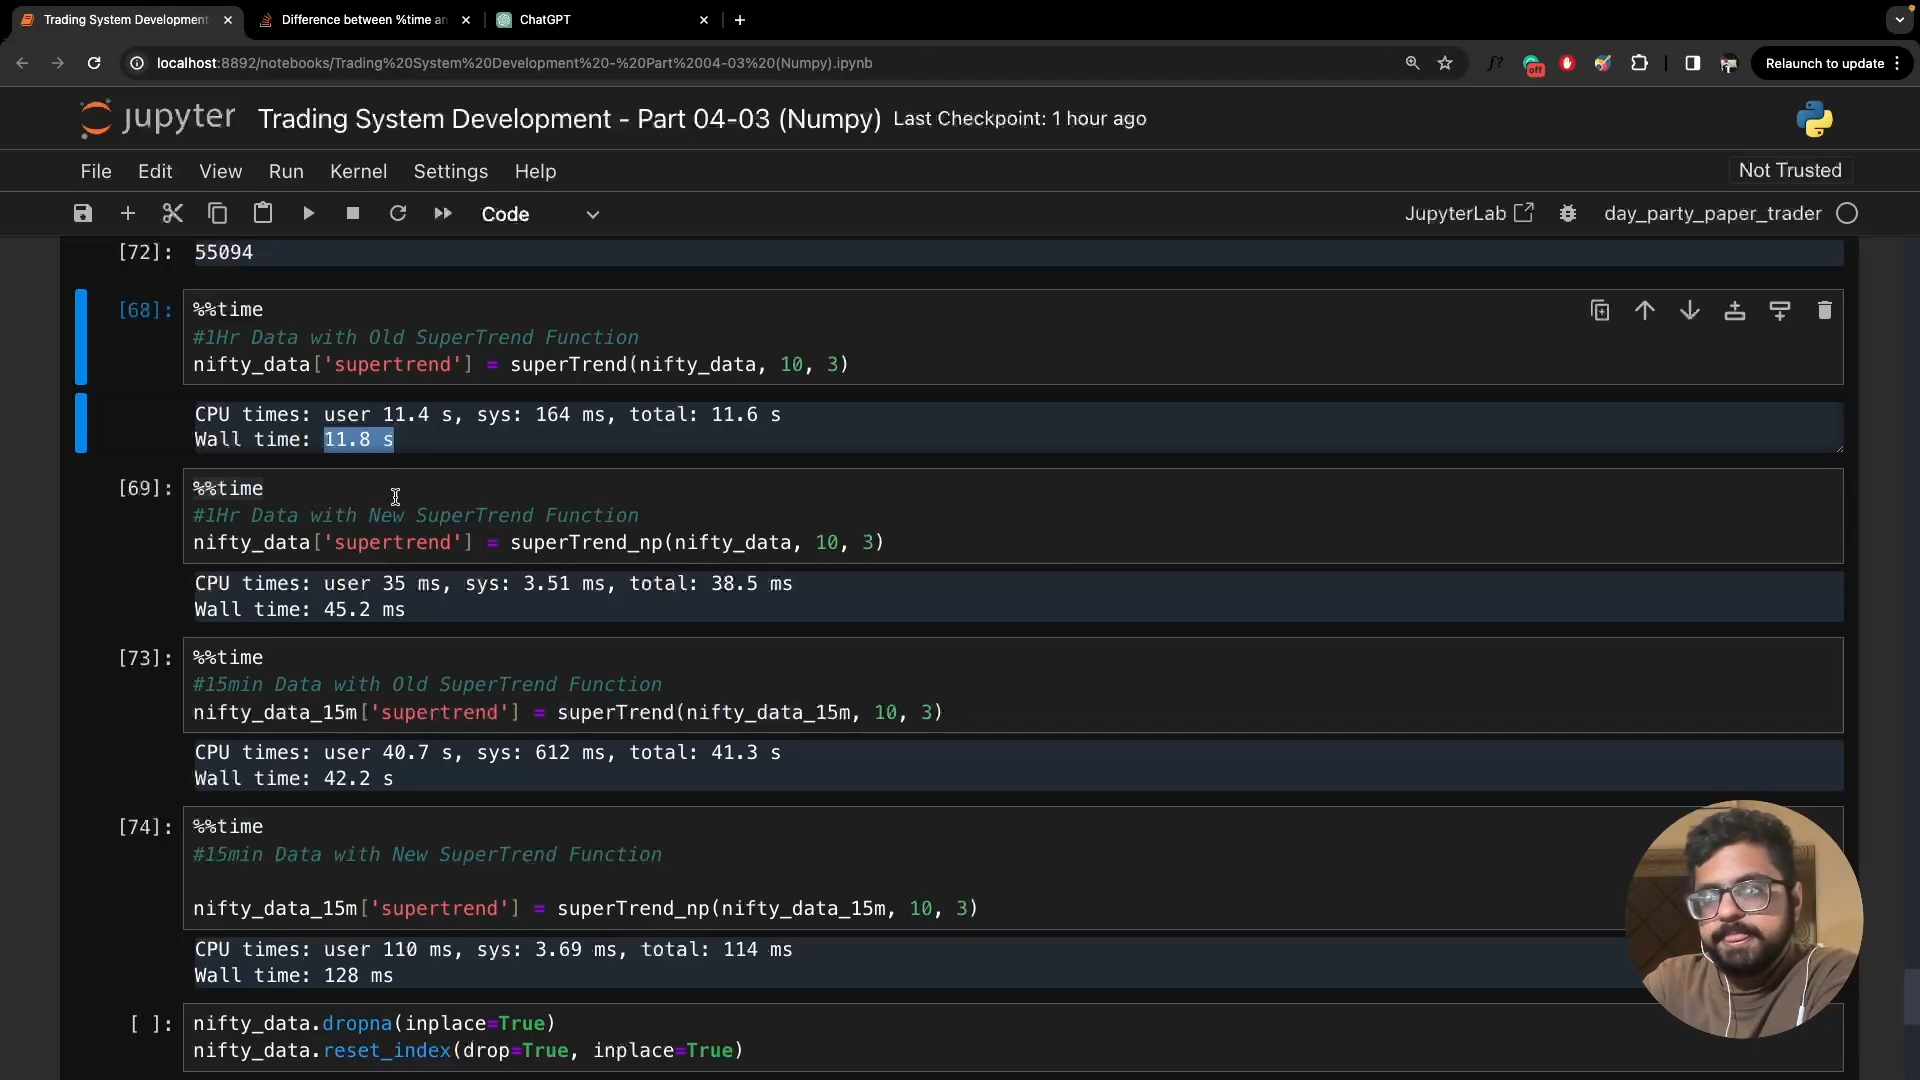 Trading System Development
Difference between %time an
ChatGPT
localhost:8892/notebooks/Trading%20System%20Development%20-%20Part%2004-03%20(Numpy).ipynb
off
Relaunch to update
jupyter
Trading System Development - Part 04-03 (Numpy)
Last Checkpoint: 1 hour ago
File Edit View Run Kernel Settings Help
Not Trusted
Code
JupyterLab
day_party_paper_trader
[72]: 55094
[68]: %%time
#1Hr Data with Old SuperTrend Function
nifty_data['supertrend'] = superTrend(nifty_data, 10, 3)
CPU times: user 11.4 s, sys: 164 ms, total: 11.6 s
Wall time: 11.8 s
[69]: %%time
#1Hr Data with New SuperTrend Function
nifty_data['supertrend'] = superTrend_np(nifty_data, 10, 3)
CPU times: user 35 ms, sys: 3.51 ms, total: 38.5 ms
Wall time: 45.2 ms
[73]: %%time
#15min Data with Old SuperTrend Function
nifty_data_15m['supertrend'] = superTrend(nifty_data_15m, 10, 3)
CPU times: user 40.7 s, sys: 612 ms, total: 41.3 s
Wall time: 42.2 s
[74]: %%time
#15min Data with New SuperTrend Function
nifty_data_15m['supertrend'] = superTrend_np(nifty_data_15m, 10, 3)
CPU times: user 110 ms, sys: 3.69 ms, total: 114 ms
Wall time: 128 ms
[ ]: nifty_data.dropna(inplace=True)
nifty_data.reset_index(drop=True, inplace=True)